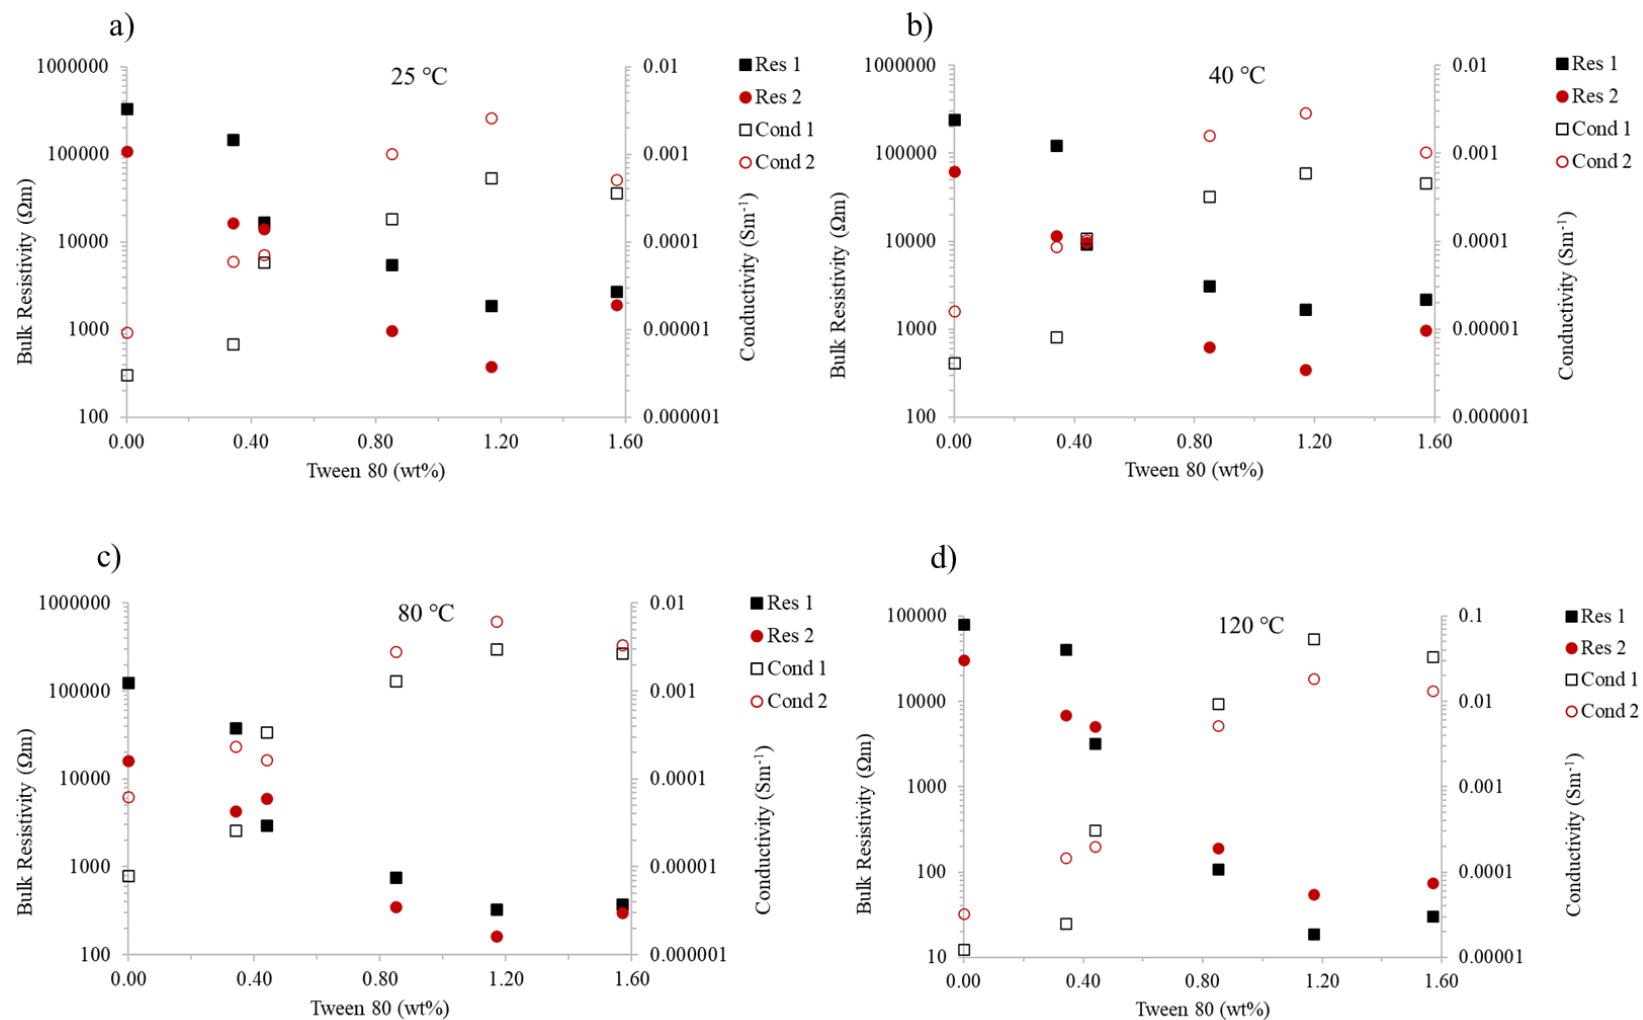 a)
25 ℃
1000000
100000
10000
1000
100
0.01
0.001
0.0001
0.00001
0.000001
0.00
0.40
0.80
1.20
1.60
Bulk Resistivity (Ωm)
Conductivity (Sm-1)
Tween 80 (wt%)
Res 1
Res 2
Cond 1
Cond 2
b)
40 ℃
1000000
100000
10000
1000
100
0.01
0.001
0.0001
0.00001
0.000001
0.00
0.40
0.80
1.20
1.60
Bulk Resistivity (Ωm)
Conductivity (Sm-1)
Tween 80 (wt%)
Res 1
Res 2
Cond 1
Cond 2
c)
80 ℃
1000000
100000
10000
1000
100
0.01
0.001
0.0001
0.00001
0.000001
0.00
0.40
0.80
1.20
1.60
Bulk Resistivity (Ωm)
Conductivity (Sm-1)
Tween 80 (wt%)
Res 1
Res 2
Cond 1
Cond 2
d)
120 ℃
100000
10000
1000
100
10
0.1
0.01
0.001
0.0001
0.00001
0.00
0.40
0.80
1.20
1.60
Bulk Resistivity (Ωm)
Conductivity (Sm-1)
Tween 80 (wt%)
Res 1
Res 2
Cond 1
Cond 2